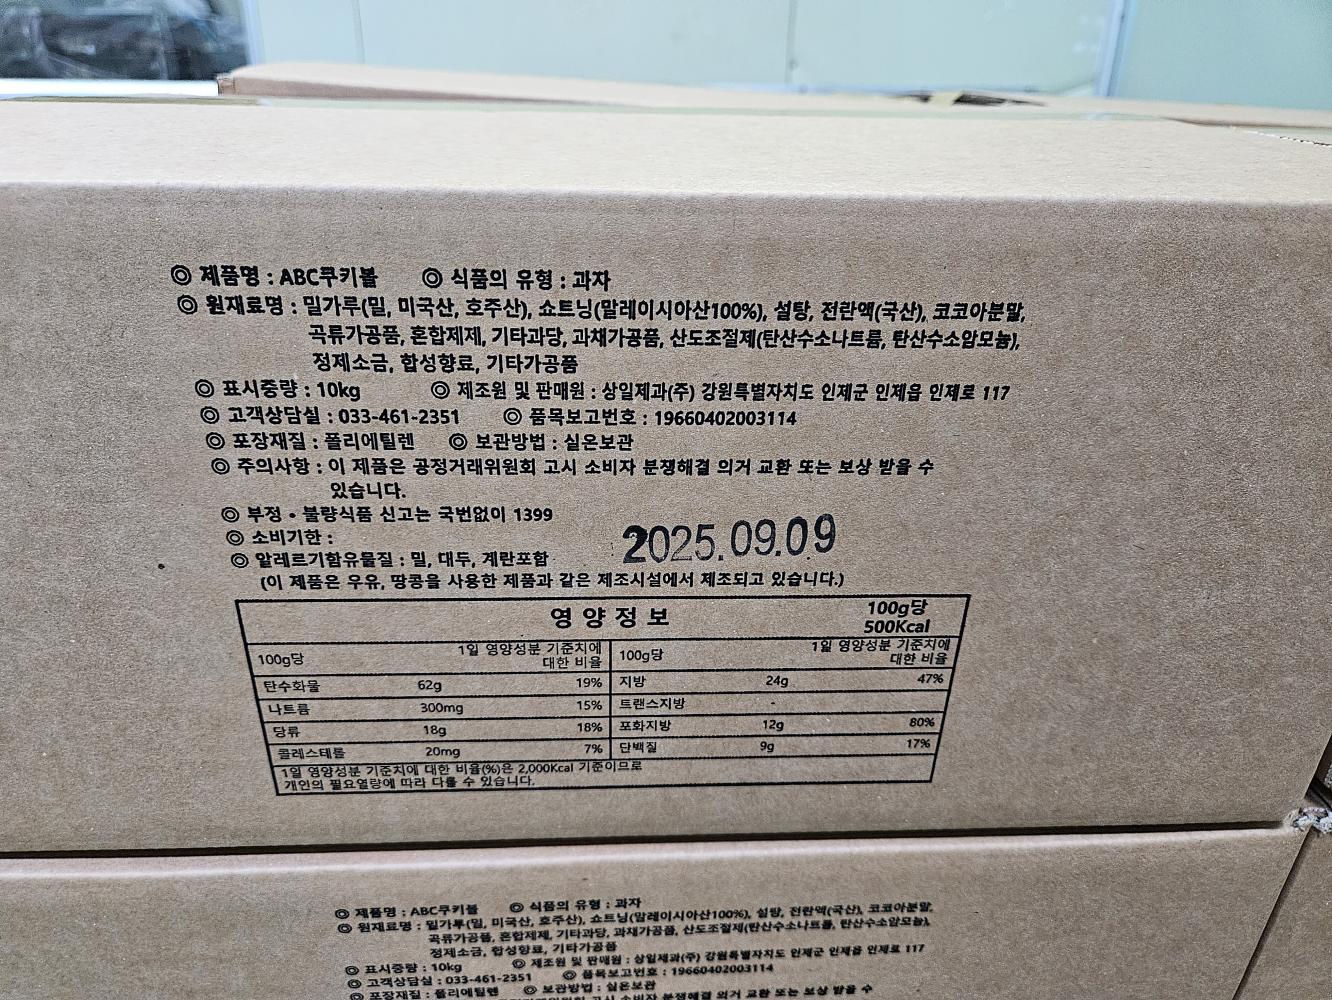 ◎ 제품명 : ABC쿠키볼 ◎ 식품의 유형 : 과자
◎ 원재료명 : 밀가루(밀, 미국산, 호주산), 쇼트닝(말레이시아산100%), 설탕, 전란액(국산), 코코아분말,
곡류가공품, 혼합제제, 기타과당, 과채가공품, 산도조절제(탄산수소나트륨, 탄산수소암모늄),
정제소금, 합성향료, 기타가공품
◎ 표시중량 : 10kg ◎ 제조원 및 판매원 : 상일제과(주) 강원특별자치도 인제군 인제읍 인제로 117
◎ 고객상담실 : 033-461-2351 ◎ 품목보고번호 : 19660402003114
◎ 포장재질 : 폴리에틸렌 ◎ 보관방법 : 실온보관
◎ 주의사항 : 이 제품은 공정거래위원회 고시 소비자 분쟁해결 의거 교환 또는 보상 받을 수
있습니다.
◎ 부정 • 불량식품 신고는 국번없이 1399
◎ 소비기한 : 2025.09.09
◎ 알레르기함유물질 : 밀, 대두, 계란포함
(이 제품은 우유, 땅콩을 사용한 제품과 같은 제조시설에서 제조되고 있습니다.)
영양정보 100g당
500Kcal
100g당 1일 영양성분 기준치에 대한 비율 100g당 1일 영양성분 기준치에 대한 비율
탄수화물 62g 19% 지방 24g 47%
나트륨 300mg 15% 트랜스지방 -
당류 18g 18% 포화지방 12g 80%
콜레스테롤 20mg 7% 단백질 9g 17%
1일 영양성분 기준치에 대한 비율(%)은 2,000Kcal 기준이므로
개인의 필요열량에 따라 다를 수 있습니다.
◎ 제품명 : ABC쿠키볼 ◎ 식품의 유형 : 과자
◎ 원재료명 : 밀가루(밀, 미국산, 호주산), 쇼트닝(말레이시아산100%), 설탕, 전란액(국산), 코코아분말,
곡류가공품, 혼합제제, 기타과당, 과채가공품, 산도조절제(탄산수소나트륨, 탄산수소암모늄),
정제소금, 합성향료, 기타가공품
◎ 표시중량 : 10kg ◎ 제조원 및 판매원 : 상일제과(주) 강원특별자치도 인제군 인제읍 인제로 117
◎ 고객상담실 : 033-461-2351 ◎ 품목보고번호 : 19660402003114
◎ 포장재질 : 폴리에틸렌 ◎ 보관방법 : 실온보관
고시 소비자 분쟁해결 의거 교환 또는 보상 받을 수